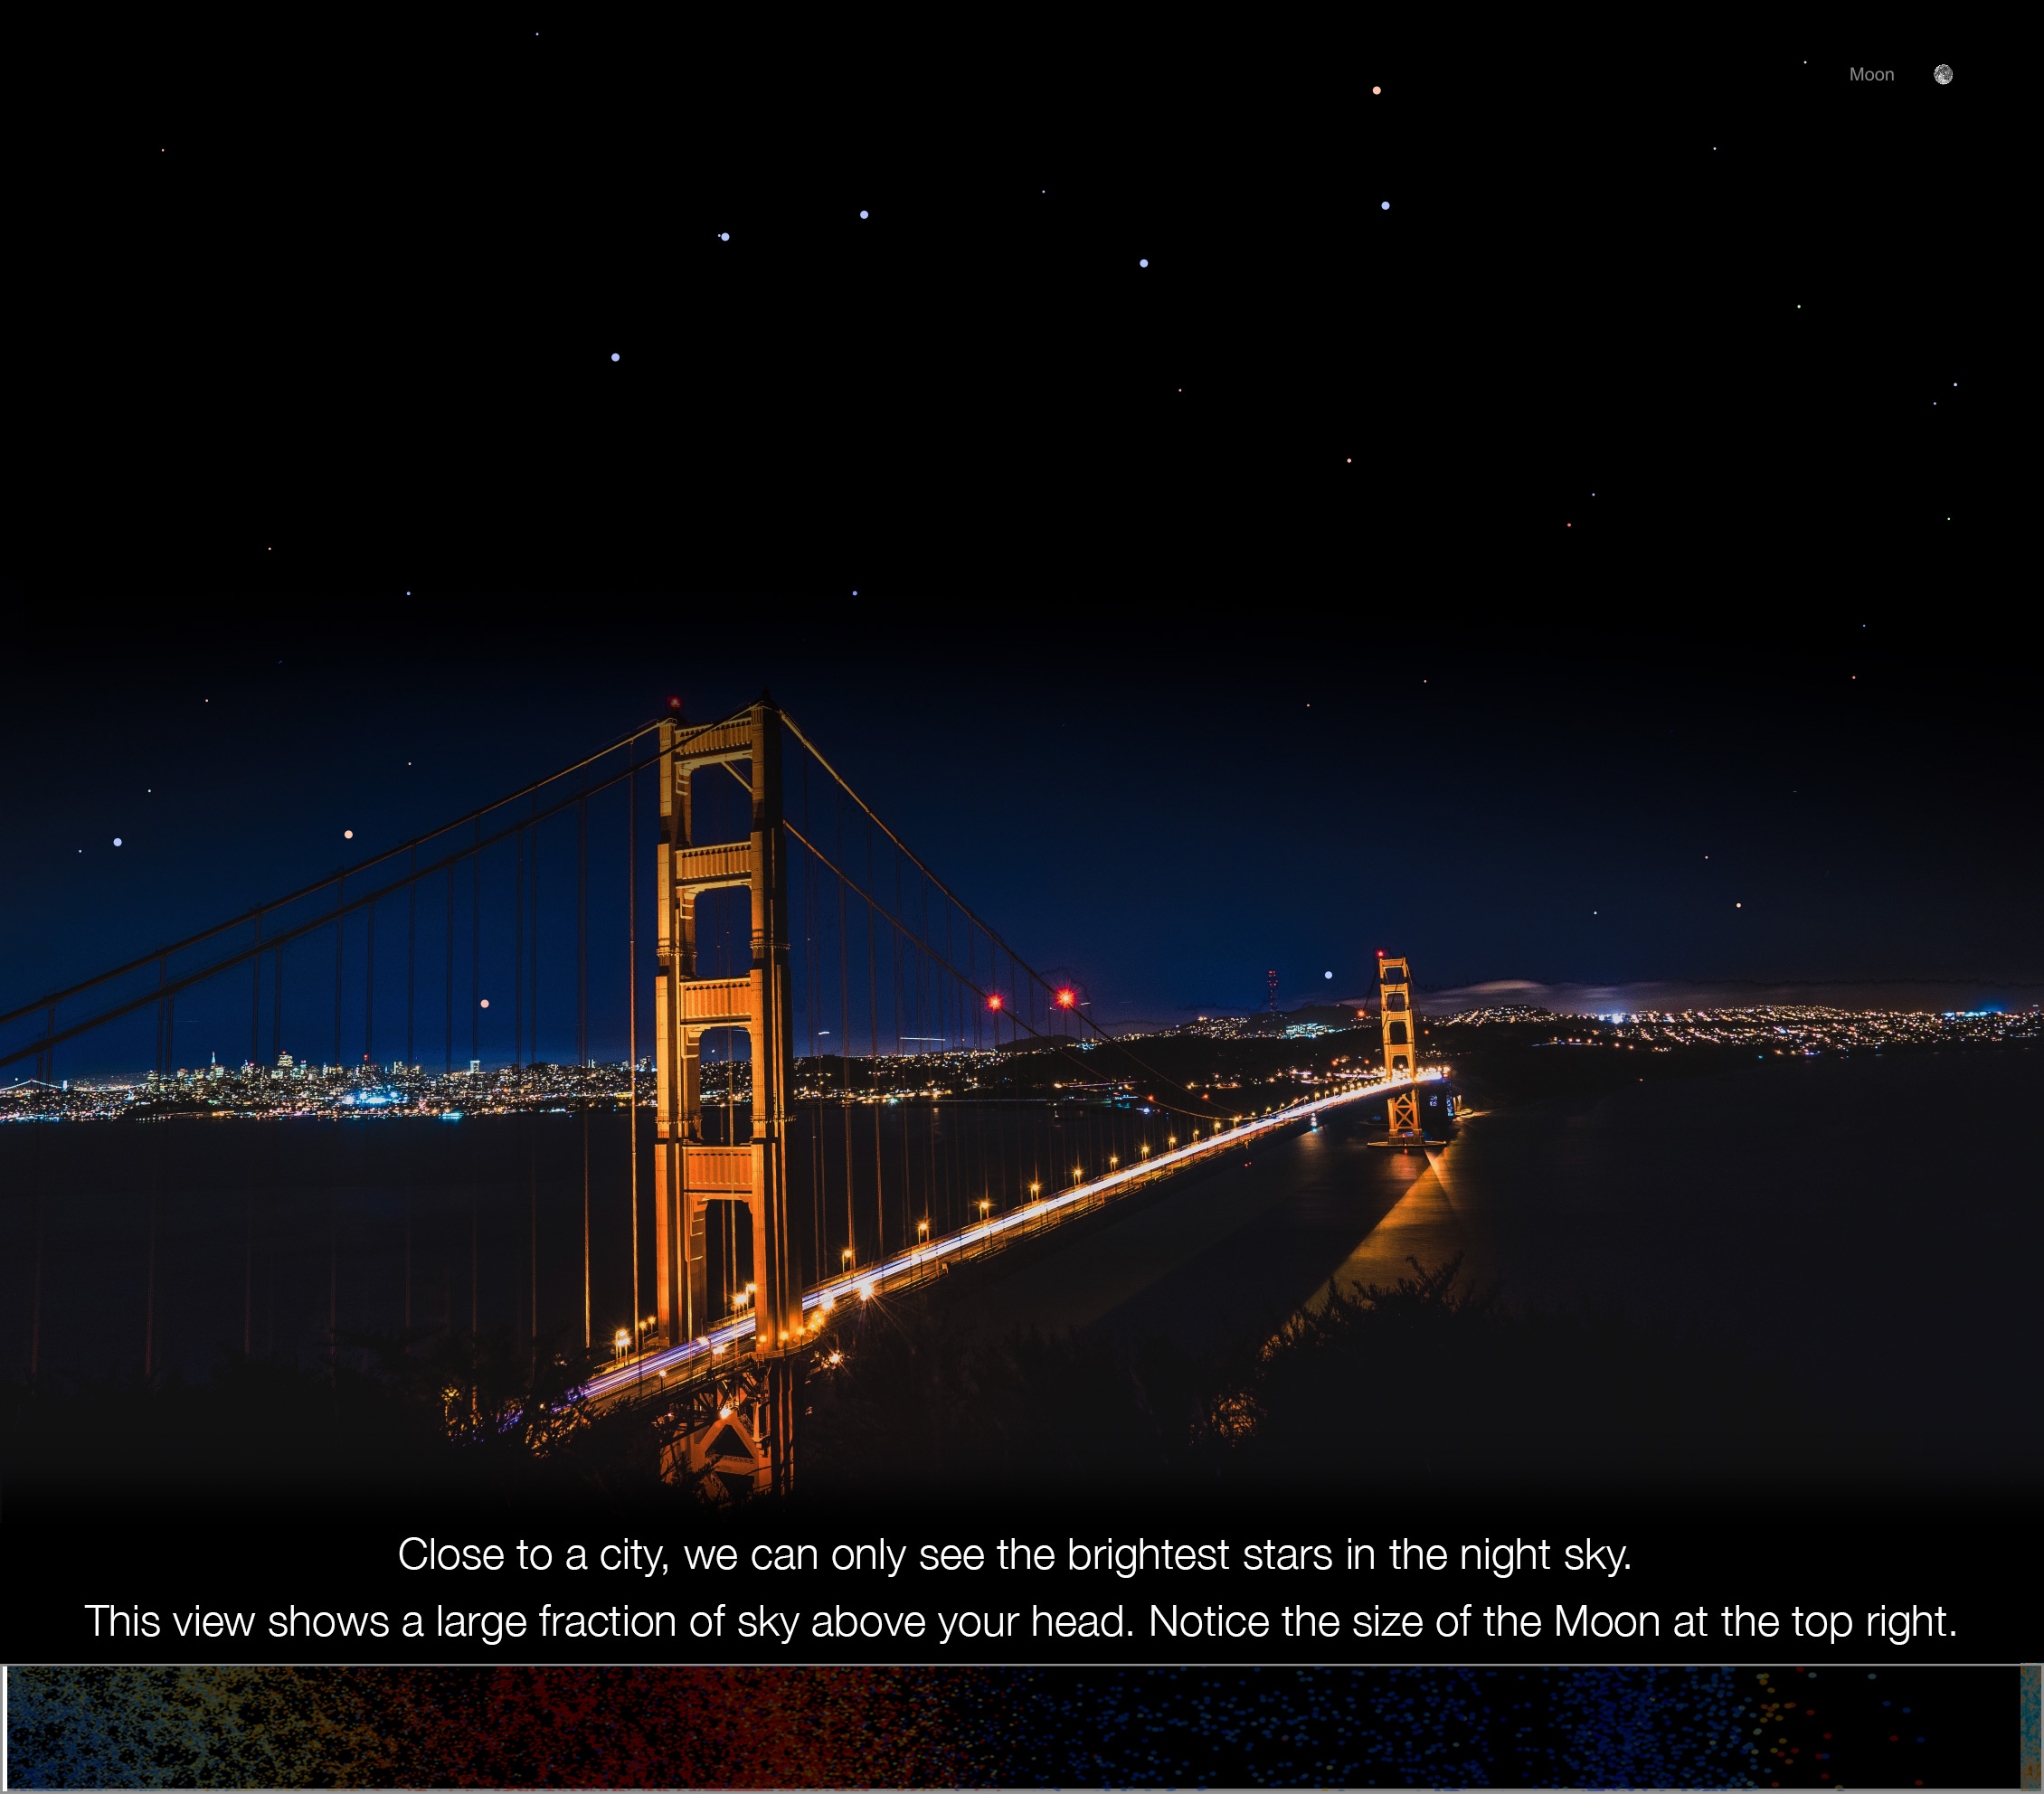 Moon
Close to a city, we can only see the brightest stars in the night sky.
This view shows a large fraction of sky above your head. Notice the size of the Moon at the top right.